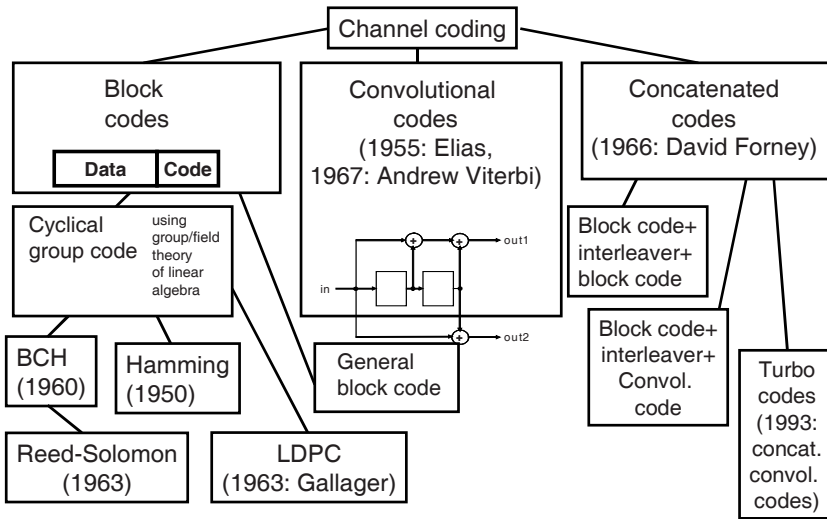 Channel coding
Block
codes
Data Code
Convolutional
codes
(1955: Elias,
1967: Andrew Viterbi)
in
out1
out2
Concatenated
codes
(1966: David Forney)
Cyclical
group code
using
group/field
theory
of linear
algebra
Block code+
interleaver+
block code
BCH
(1960)
Hamming
(1950)
General
block code
Block code+
interleaver+
Convol.
code
Turbo
codes
(1993:
concat.
convol.
codes)
Reed-Solomon
(1963)
LDPC
(1963: Gallager)